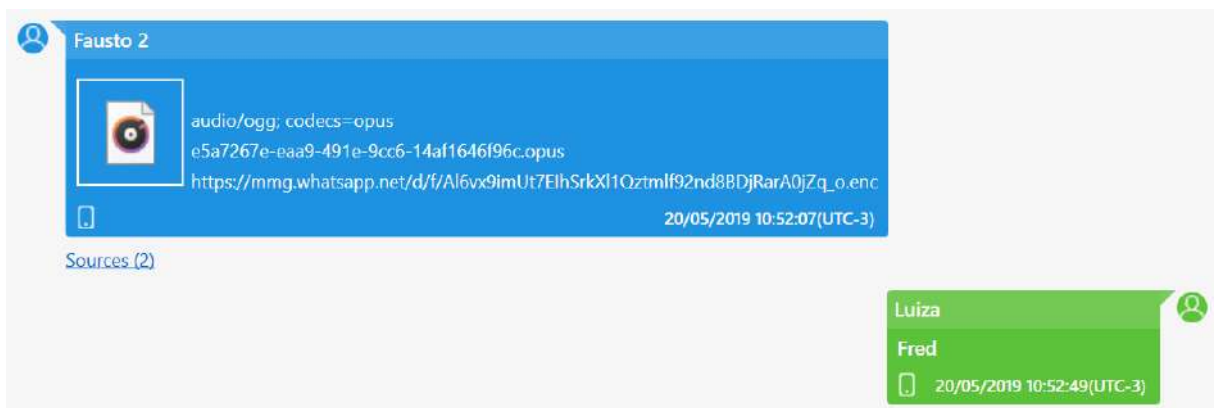 Fausto 2
audio/ogg; codecs=opus
e5a7267e-eaa9-491e-9cc6-14af1646f96c.opus
https://mmg.whatsapp.net/d/f/Al6vx9imUt7EIhSrkXl1Qztmlf92nd8BDjRarA0jZq_o.enc
20/05/2019 10:52:07(UTC-3)
Sources (2)
Luiza
Fred
20/05/2019 10:52:49(UTC-3)